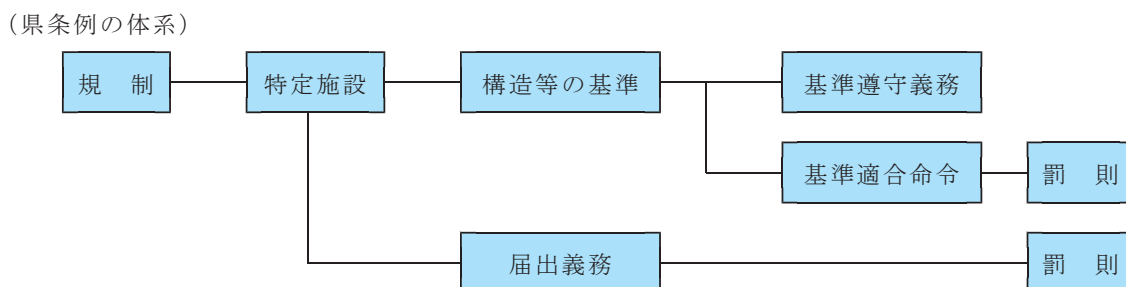 (県条例の体系)
規　制
特定施設
構造等の基準
基準遵守義務
基準適合命令
罰　則
届出義務
罰　則